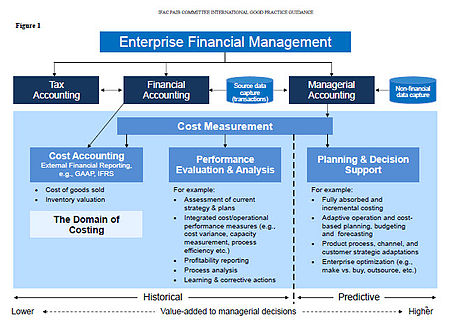 IFAC PAIB COMMITTEE INTERNATIONAL GOOD PRACTICE GUIDANCE
Figure 1
Enterprise Financial Management
Tax
Accounting
Financial
Accounting
Source data
capture
(transactions)
Managerial
Accounting
Non-financial
data capture
Cost Measurement
Cost Accounting
External Financial Reporting,
e.g., GAAP, IFRS
• Cost of goods sold
• Inventory valuation
The Domain of
Costing
Performance
Evaluation & Analysis
For example:
• Assessment of current
strategy & plans
• Integrated cost/operational
performance measures (e.g.,
cost variance, capacity
measurement, process
efficiency etc.)
• Profitability reporting
• Process analysis
• Learning & corrective actions
Planning & Decision
Support
For example:
• Fully absorbed and
incremental costing
• Adaptive operation and cost-
based planning, budgeting
and forecasting
• Product process, channel, and
customer strategic adaptations
• Enterprise optimization (e.g.,
make vs. buy, outsource, etc.)
Historical
Predictive
Lower
Value-added to managerial decisions
Higher